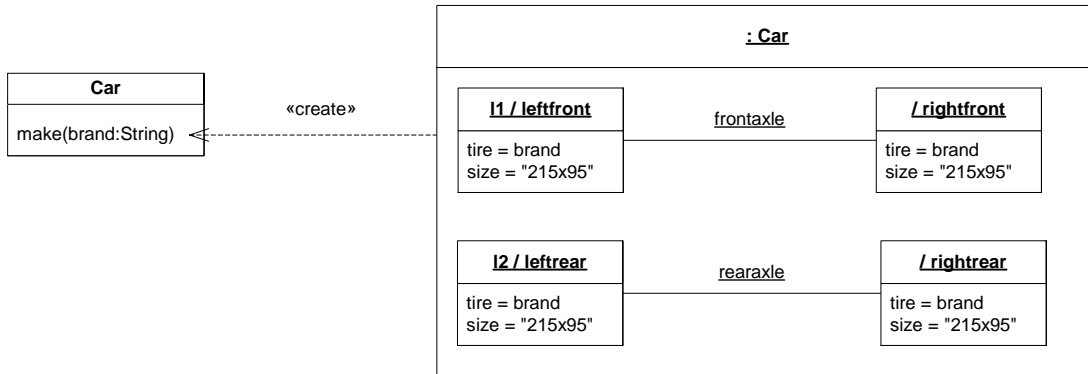 : Car
Car
make(brand:String)
«create»
l1 / leftfront
tire = brand
size = "215x95"
frontaxle
/ rightfront
tire = brand
size = "215x95"
l2 / leftrear
tire = brand
size = "215x95"
rearaxle
/ rightrear
tire = brand
size = "215x95"